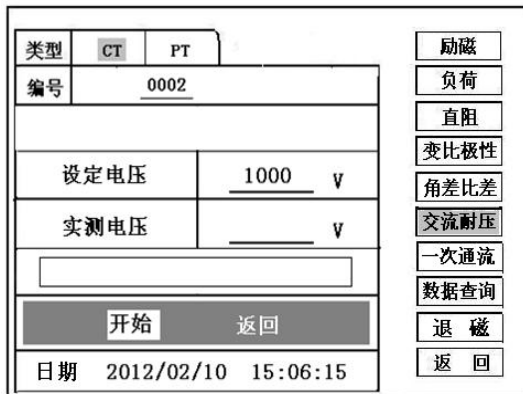 类型 CT PT
编号 0002
设定电压 1000 V
实测电压 V
开始 返回
日期 2012/02/10 15:06:15
励磁
负荷
直阻
变比极性
角差比差
交流耐压
一次通流
数据查询
退 磁
返 回